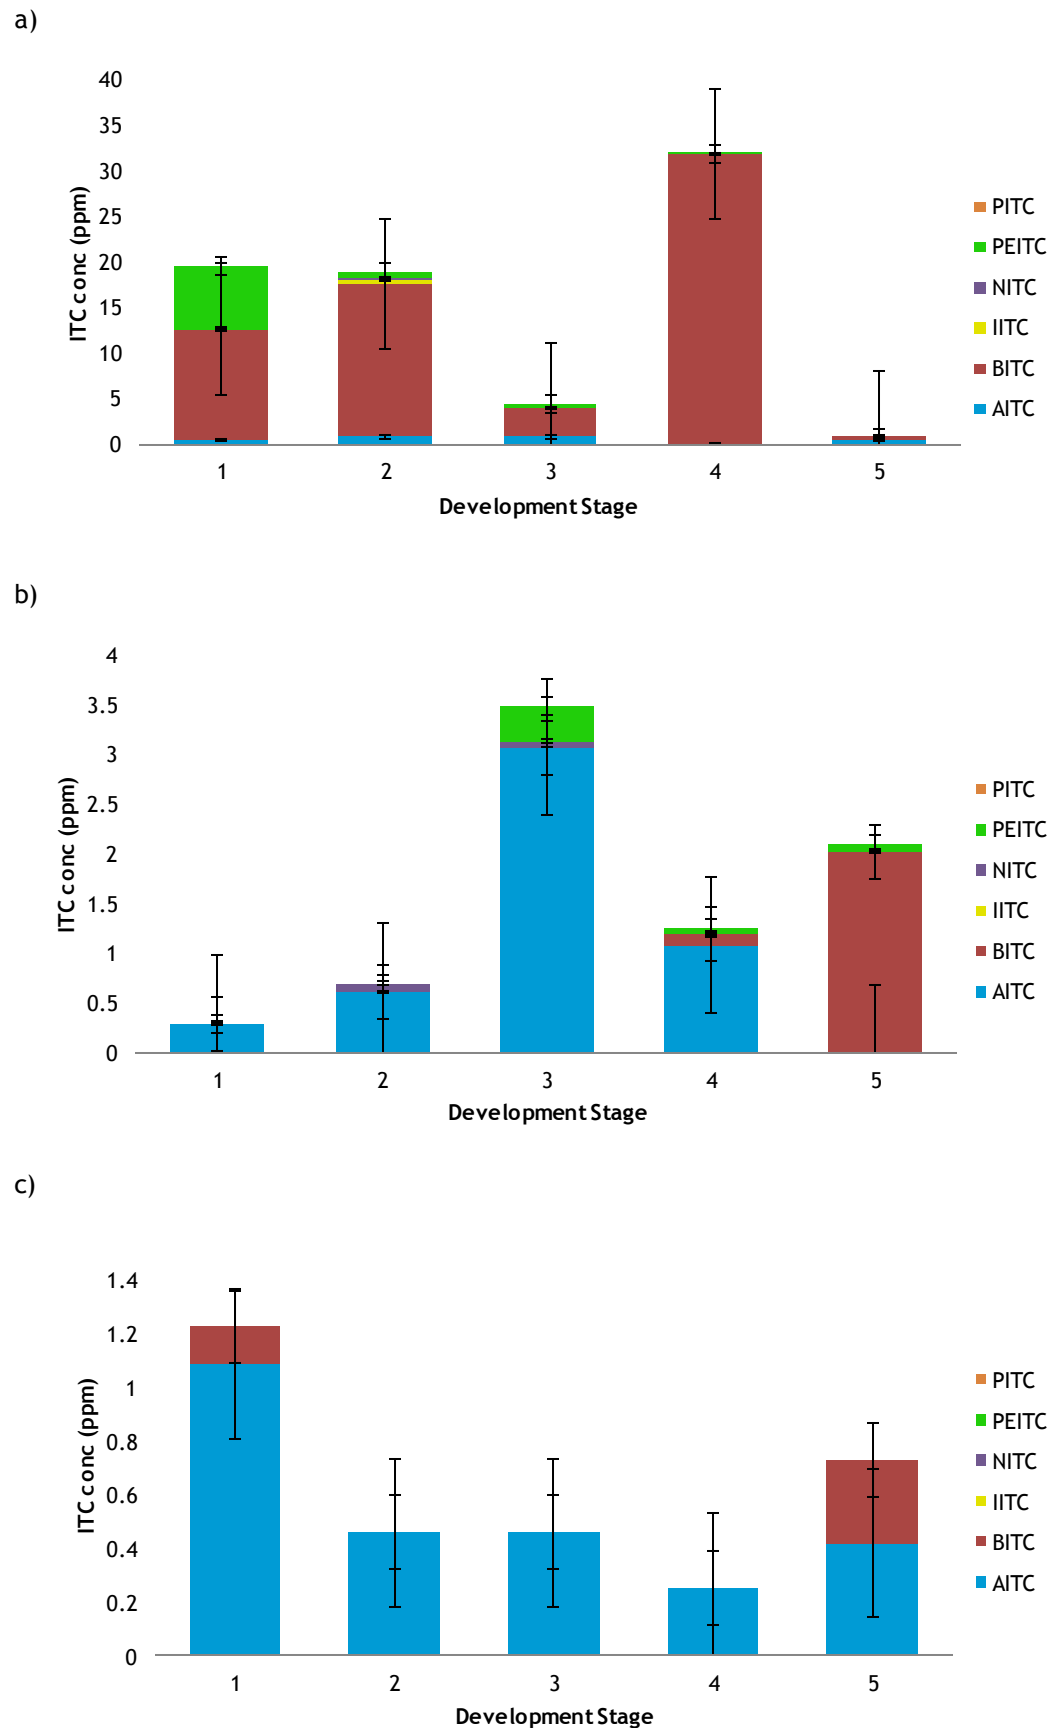 a)
40
35
30
25
20
15
10
5
0
ITC conc (ppm)
1 2 3 4 5
Development Stage
PITC
PEITC
NITC
IITC
BITC
AITC
b)
4
3.5
3
2.5
2
1.5
1
0.5
0
ITC conc (ppm)
1 2 3 4 5
Development Stage
PITC
PEITC
NITC
IITC
BITC
AITC
c)
1.4
1.2
1
0.8
0.6
0.4
0.2
0
ITC conc (ppm)
1 2 3 4 5
Development Stage
PITC
PEITC
NITC
IITC
BITC
AITC